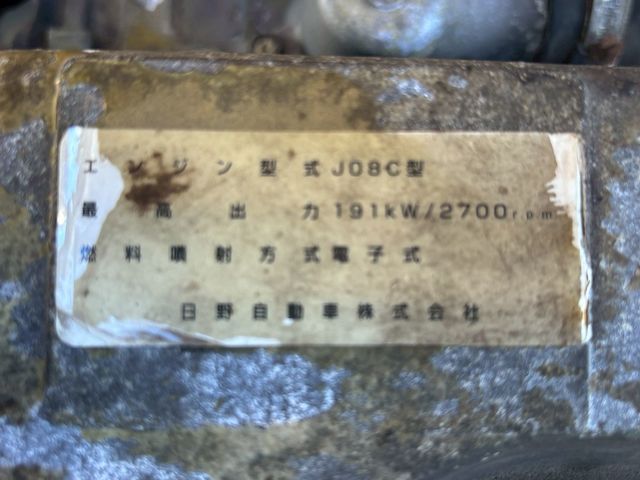 エンジン型式J08C型
最高出力191kW/2700rpm
燃料噴射方式電子式
日野自動車株式会社